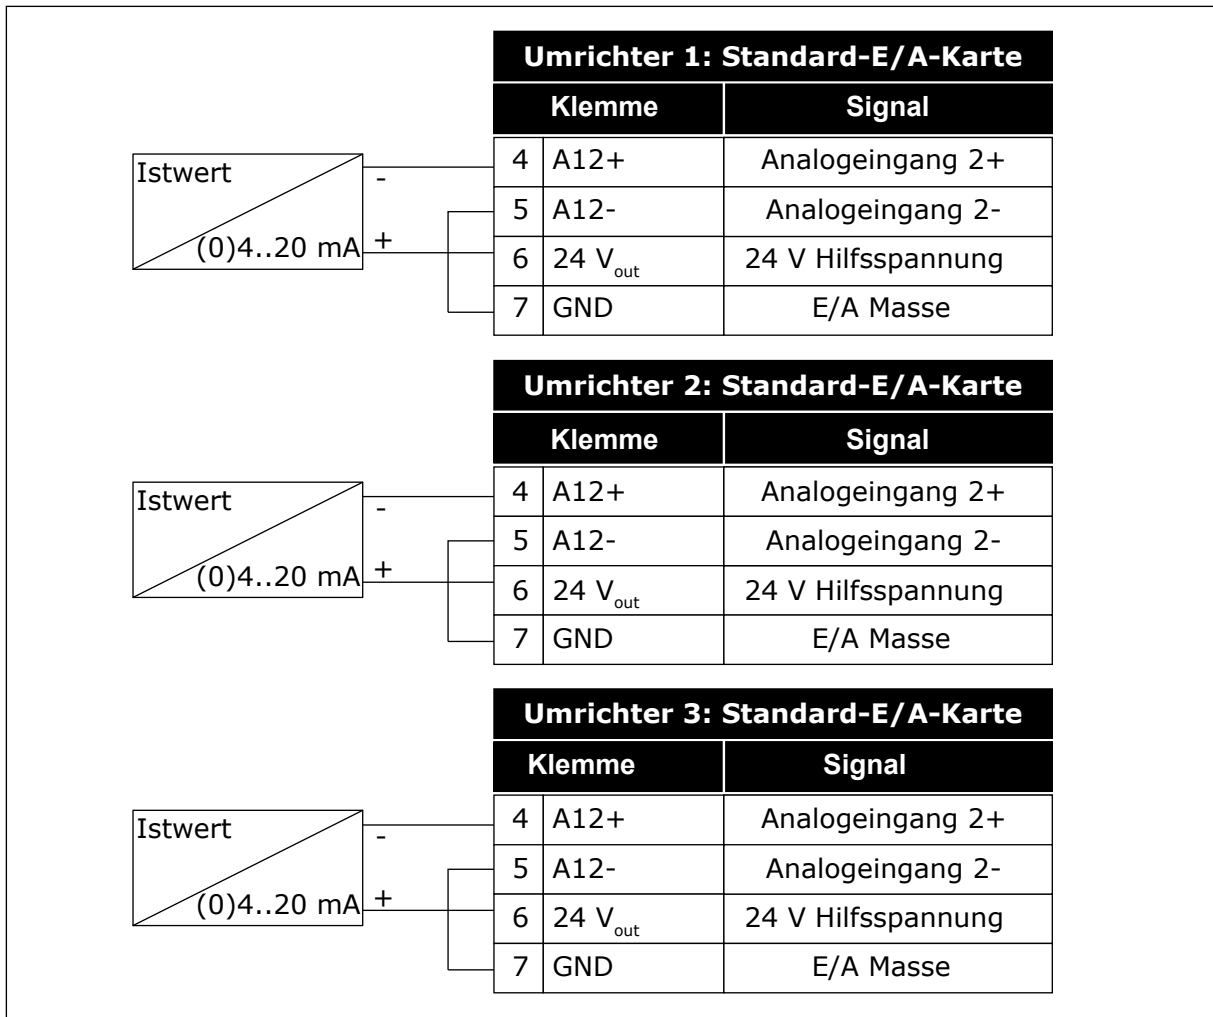 Umrichter 1: Standard-E/A-Karte
Klemme Signal
Istwert - 4 A12+ Analogeingang 2+
5 A12- Analogeingang 2-
(0)4..20 mA + 6 24 Vout 24 V Hilfsspannung
7 GND E/A Masse
Umrichter 2: Standard-E/A-Karte
Klemme Signal
Istwert - 4 A12+ Analogeingang 2+
5 A12- Analogeingang 2-
(0)4..20 mA + 6 24 Vout 24 V Hilfsspannung
7 GND E/A Masse
Umrichter 3: Standard-E/A-Karte
Klemme Signal
Istwert - 4 A12+ Analogeingang 2+
5 A12- Analogeingang 2-
(0)4..20 mA + 6 24 Vout 24 V Hilfsspannung
7 GND E/A Masse